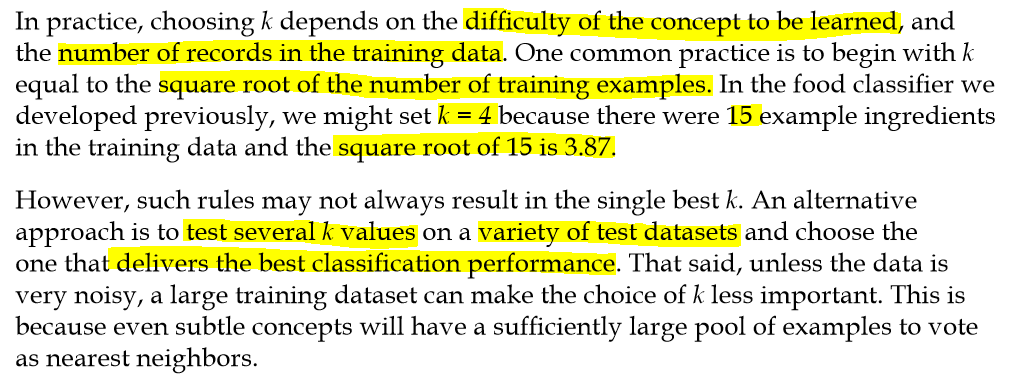 In practice, choosing k depends on the difficulty of the concept to be learned, and
the number of records in the training data. One common practice is to begin with k
equal to the square root of the number of training examples. In the food classifier we
developed previously, we might set k = 4 because there were 15 example ingredients
in the training data and the square root of 15 is 3.87.
However, such rules may not always result in the single best k. An alternative
approach is to test several k values on a variety of test datasets and choose the
one that delivers the best classification performance. That said, unless the data is
very noisy, a large training dataset can make the choice of k less important. This is
because even subtle concepts will have a sufficiently large pool of examples to vote
as nearest neighbors.